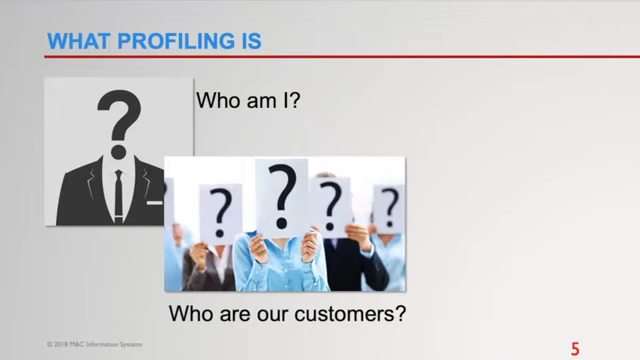 WHAT PROFILING IS
?
Who am I?
? ? ? ?
Who are our customers?
© 2018 M&C Information Systems
5